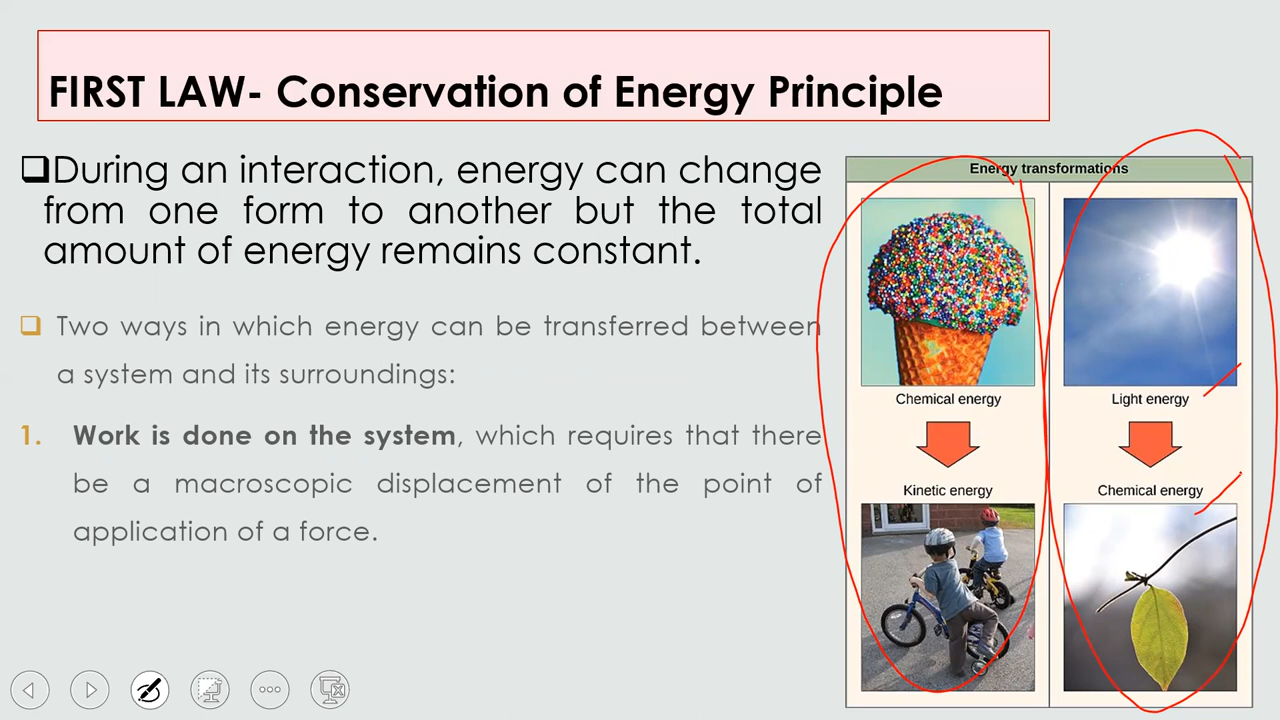 FIRST LAW- Conservation of Energy Principle
During an interaction, energy can change
from one form to another but the total
amount of energy remains constant.
Two ways in which energy can be transferred between
a system and its surroundings:
1. Work is done on the system, which requires that there
be a macroscopic displacement of the point of
application of a force.
Energy transformations
Chemical energy
Kinetic energy
Light energy
Chemical energy